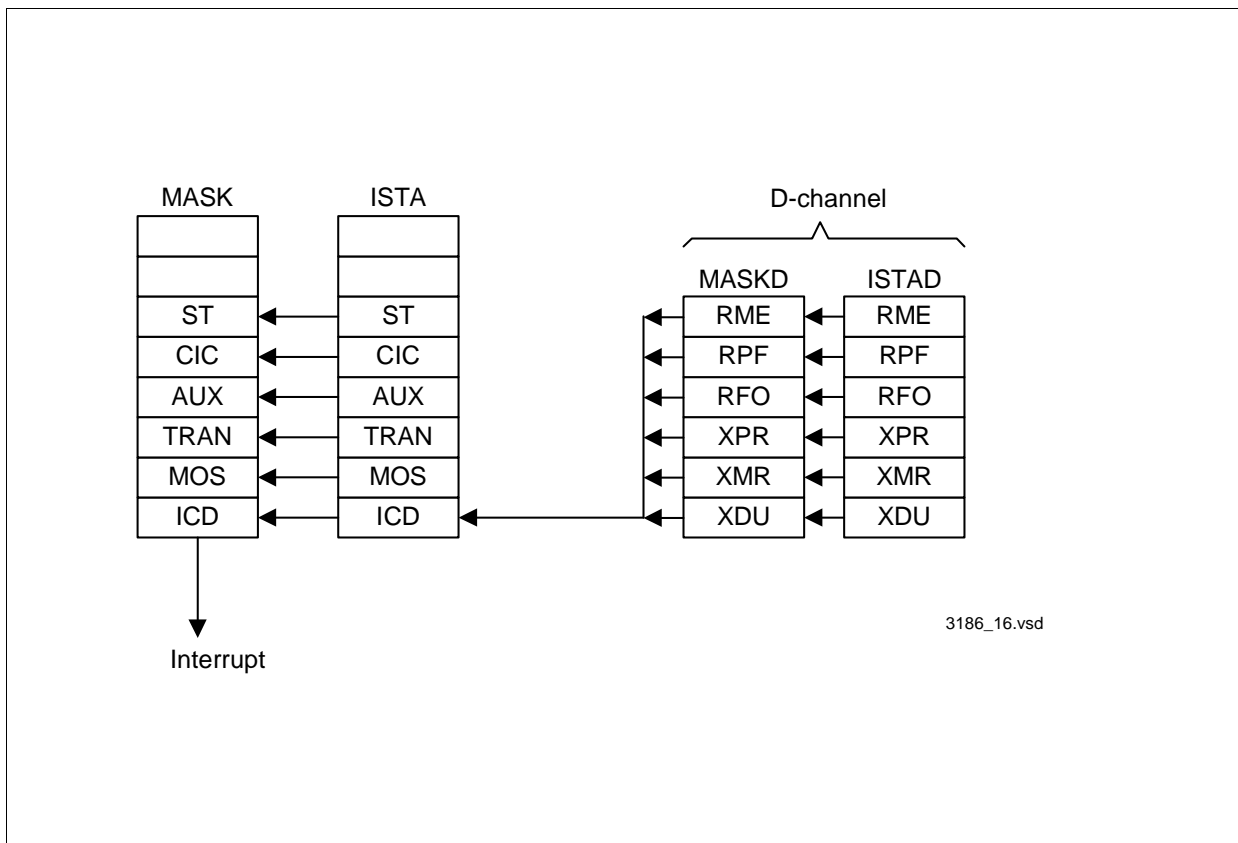 MASK ISTA D-channel
MASKD ISTAD
ST ST RME RME
CIC CIC RPF RPF
AUX AUX RFO RFO
TRAN TRAN XPR XPR
MOS MOS XMR XMR
ICD ICD XDU XDU
3186_16.vsd
Interrupt